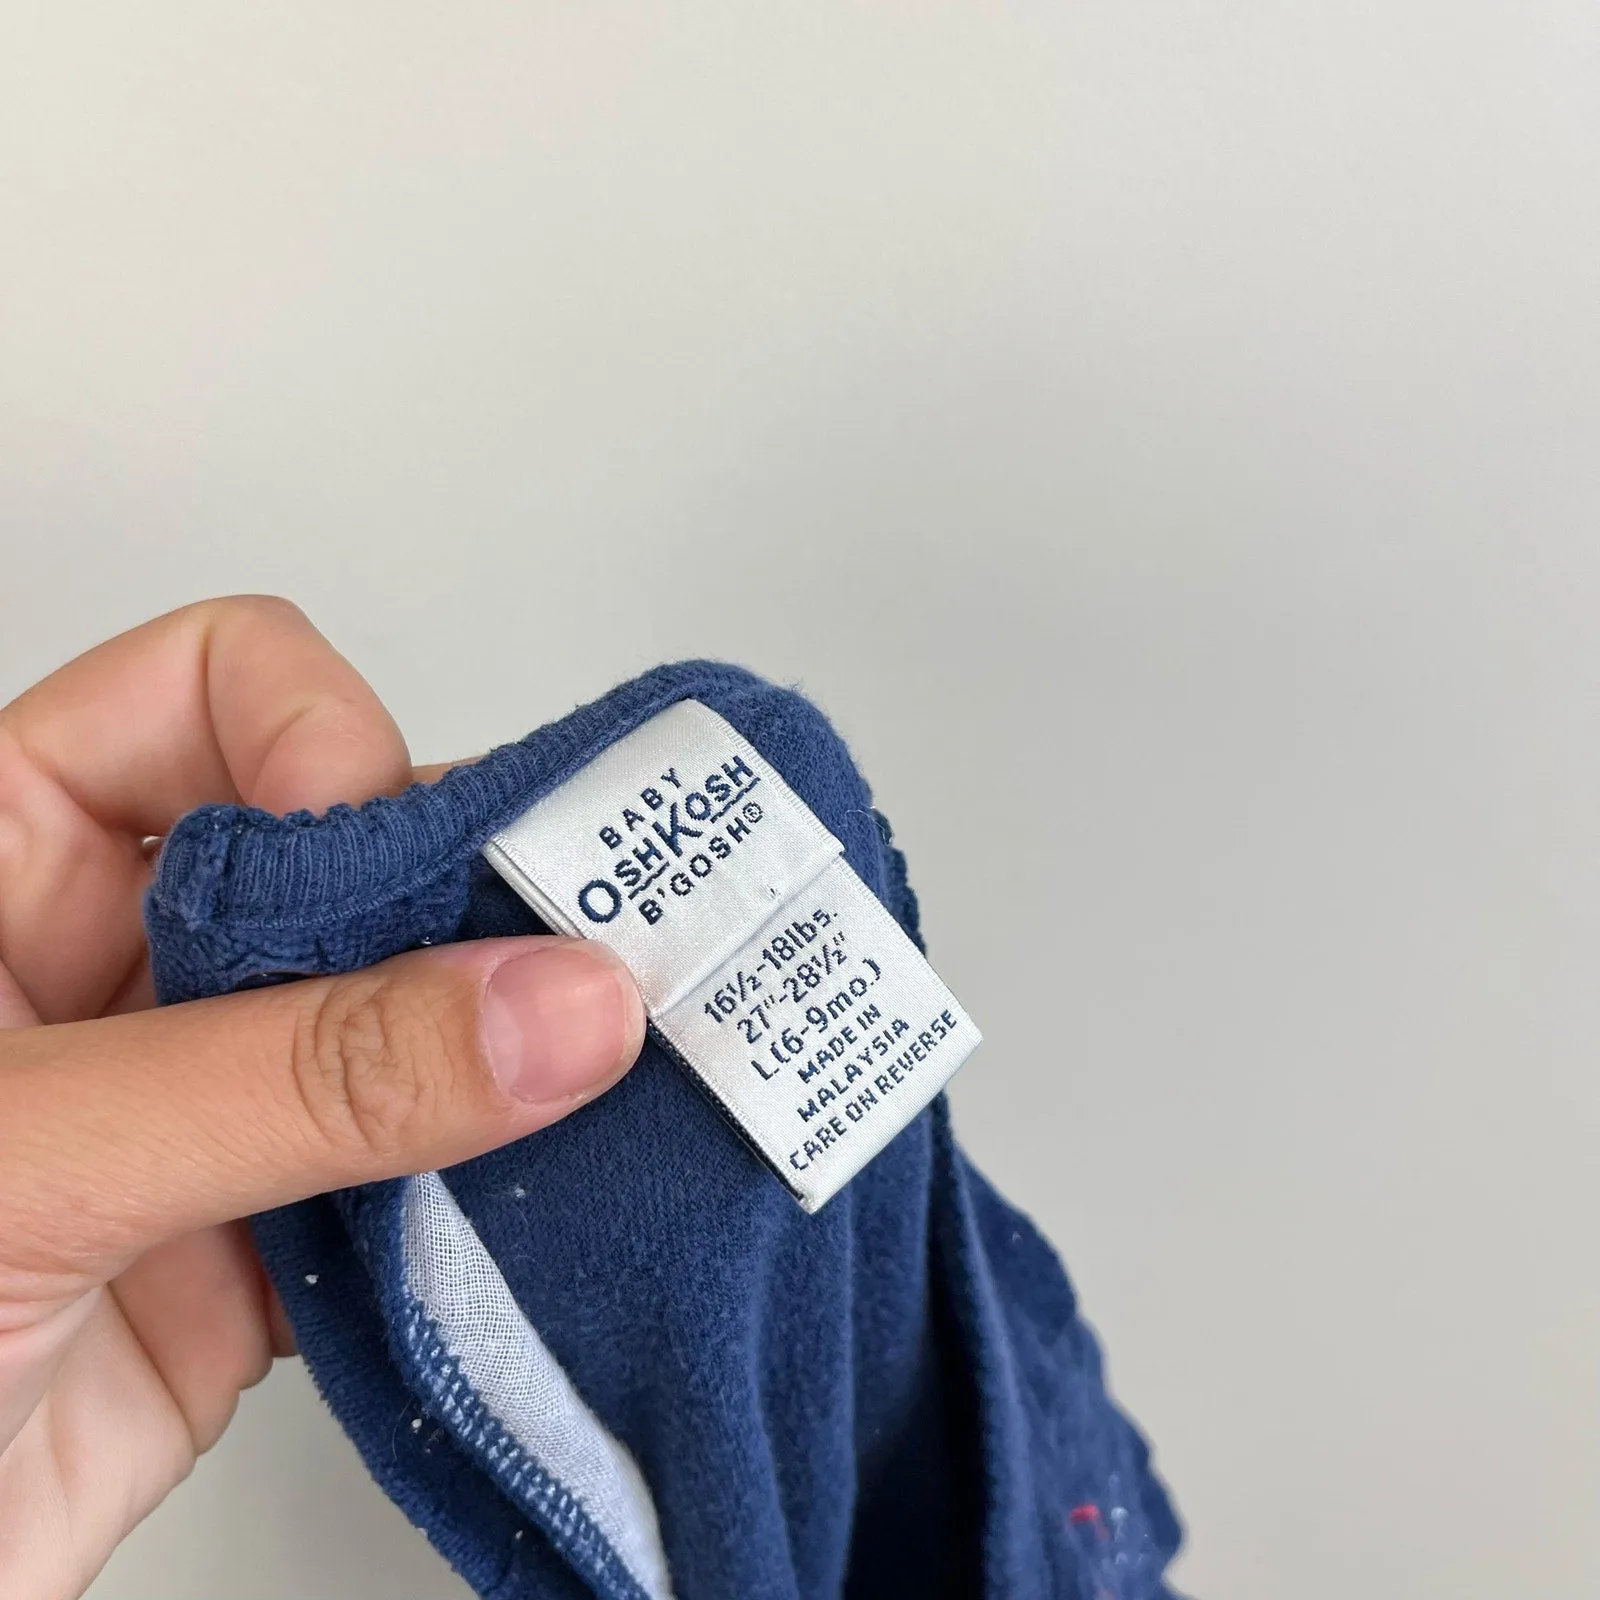 BABY
OSHKOSH
B'GOSH®
16½-18lbs.
27"-28½"
L(6-9mo.)
MADE IN
MALAYSIA
CARE ON REVERSE